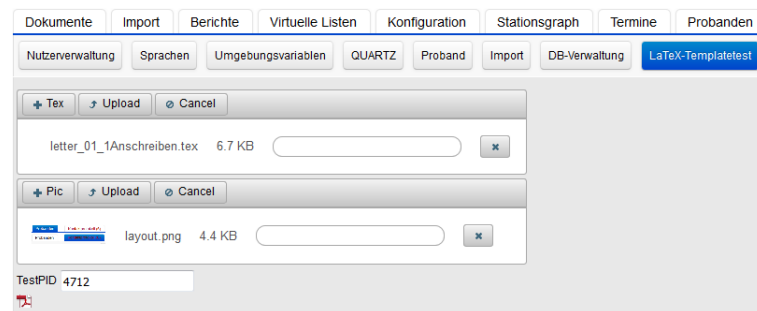 Dokumente Import Berichte Virtuelle Listen Konfiguration Stationsgraph Termine Probanden
Nutzerverwaltung Sprachen Umgebungsvariablen QUARTZ Proband Import DB-Verwaltung LaTeX-Templatetest
Tex Upload Cancel
letter_01_1Anschreiben.tex 6.7 KB
Pic Upload Cancel
layout.png 4.4 KB
TestPID 4712